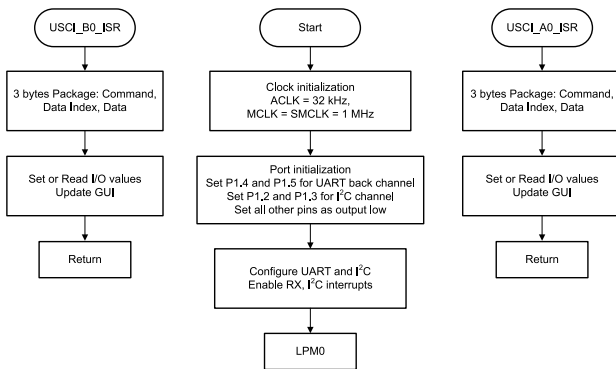 USCI_B0_ISR
3 bytes Package: Command,
Data Index, Data
Set or Read I/O values
Update GUI
Return
Start
Clock initialization
ACLK = 32 kHz,
MCLK = SMCLK = 1 MHz
Port initialization
Set P1.4 and P1.5 for UART back channel
Set P1.2 and P1.3 for I²C channel
Set all other pins as output low
Configure UART and I²C
Enable RX, I²C interrupts
LPM0
USCI_A0_ISR
3 bytes Package: Command,
Data Index, Data
Set or Read I/O values
Update GUI
Return